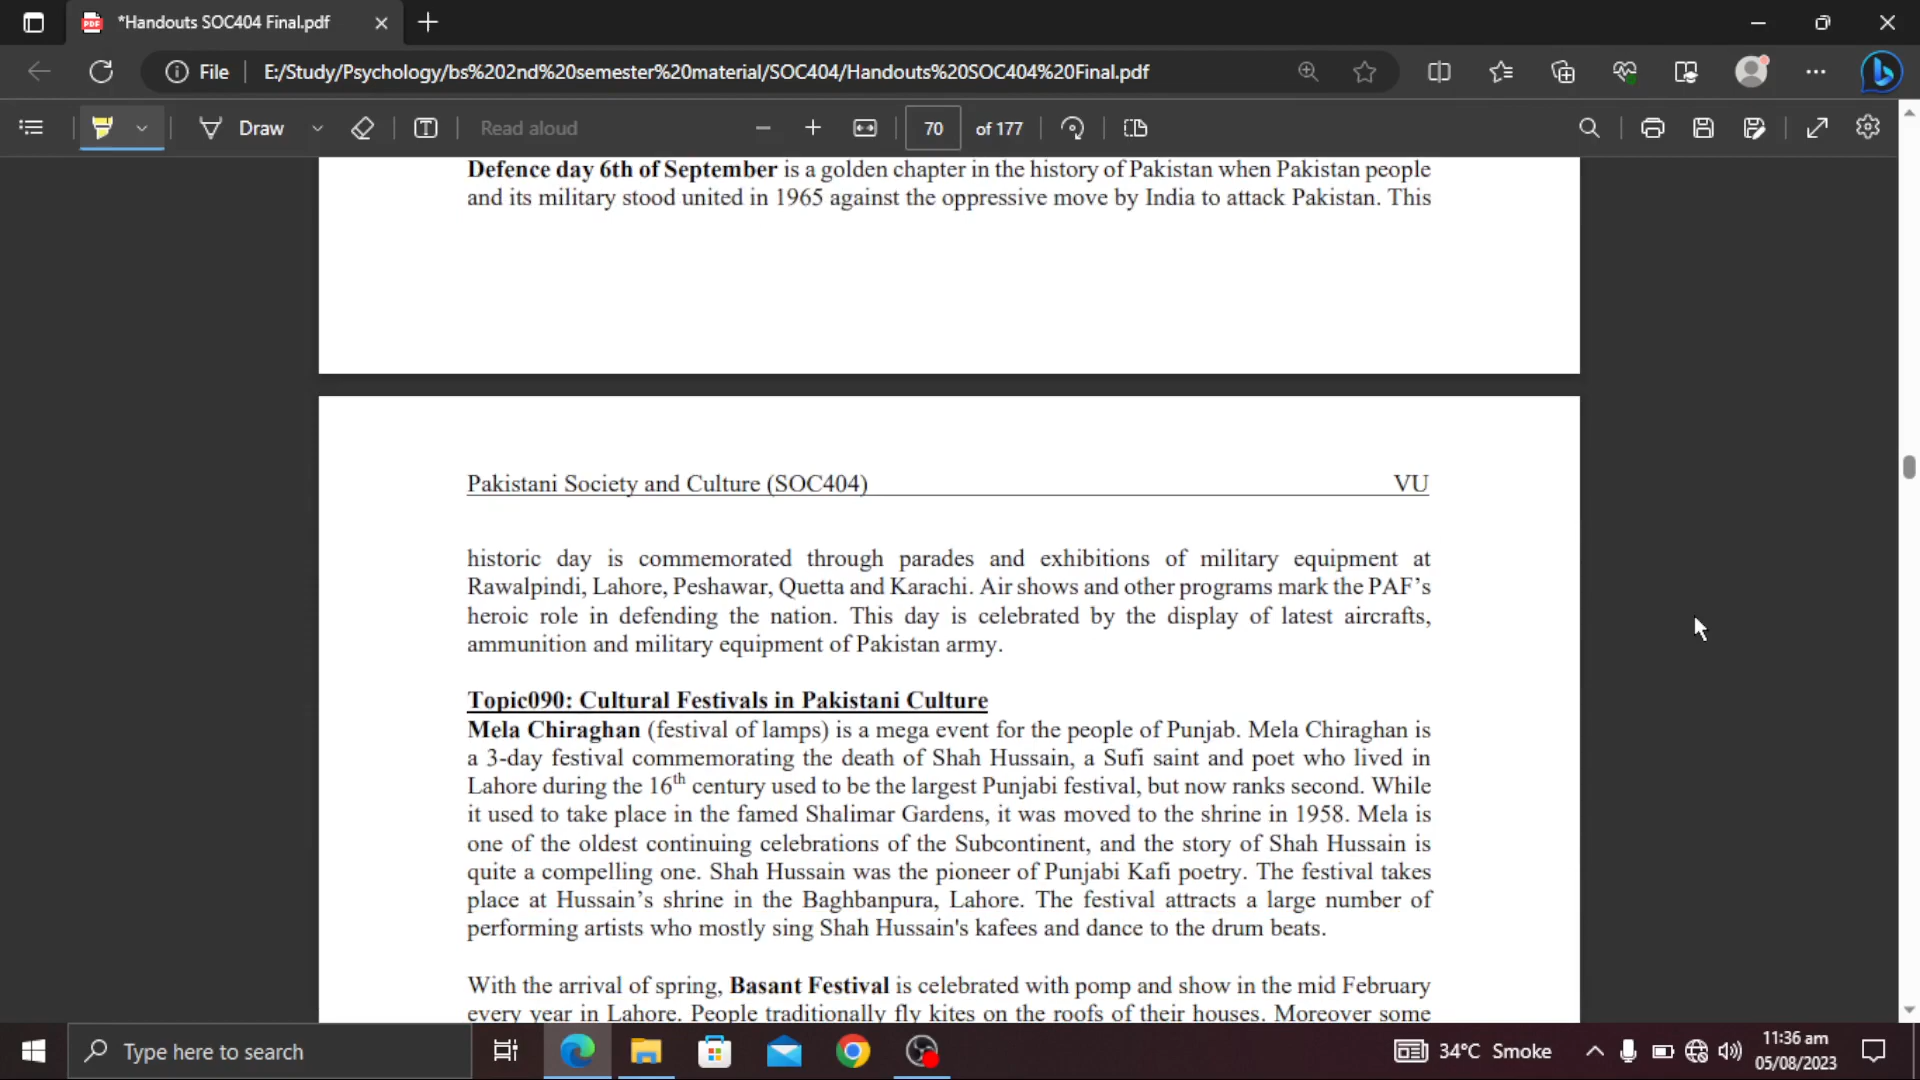 *Handouts SOC404 Final.pdf
File
E:/Study/Psychology/bs%202nd%20semester%20material/SOC404/Handouts%20SOC404%20Final.pdf
Draw
Read aloud
70 of 177
Defence day 6th of September is a golden chapter in the history of Pakistan when Pakistan people
and its military stood united in 1965 against the oppressive move by India to attack Pakistan. This
Pakistani Society and Culture (SOC404) VU
historic day is commemorated through parades and exhibitions of military equipment at
Rawalpindi, Lahore, Peshawar, Quetta and Karachi. Air shows and other programs mark the PAF’s
heroic role in defending the nation. This day is celebrated by the display of latest aircrafts,
ammunition and military equipment of Pakistan army.
Topic090: Cultural Festivals in Pakistani Culture
Mela Chiraghan (festival of lamps) is a mega event for the people of Punjab. Mela Chiraghan is
a 3-day festival commemorating the death of Shah Hussain, a Sufi saint and poet who lived in
Lahore during the 16th century used to be the largest Punjabi festival, but now ranks second. While
it used to take place in the famed Shalimar Gardens, it was moved to the shrine in 1958. Mela is
one of the oldest continuing celebrations of the Subcontinent, and the story of Shah Hussain is
quite a compelling one. Shah Hussain was the pioneer of Punjabi Kafi poetry. The festival takes
place at Hussain’s shrine in the Baghbanpura, Lahore. The festival attracts a large number of
performing artists who mostly sing Shah Hussain's kafees and dance to the drum beats.
With the arrival of spring, Basant Festival is celebrated with pomp and show in the mid February
every year in Lahore. People traditionally fly kites on the roofs of their houses. Moreover some
Type here to search
34°C Smoke
11:36 am
05/08/2023